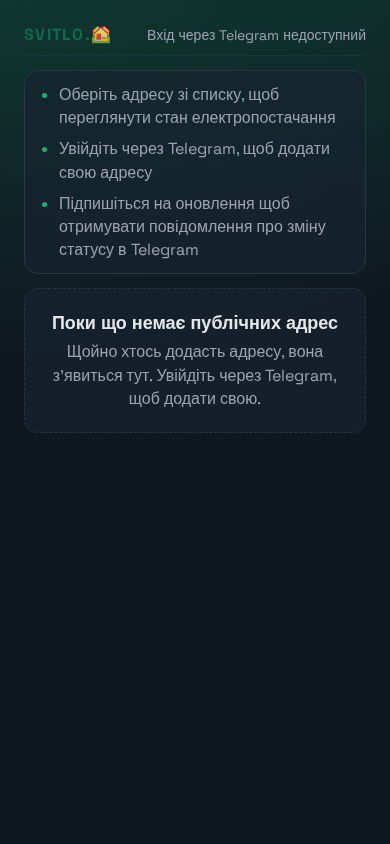 SVITLO.🏠
Вхід через Telegram недоступний
Оберіть адресу зі списку, щоб
переглянути стан електропостачання
Увійдіть через Telegram, щоб додати
свою адресу
Підпишіться на оновлення щоб
отримувати повідомлення про зміну
статусу в Telegram
Поки що немає публічних адрес
Щойно хтось додасть адресу, вона
з’явиться тут. Увійдіть через Telegram,
щоб додати свою.